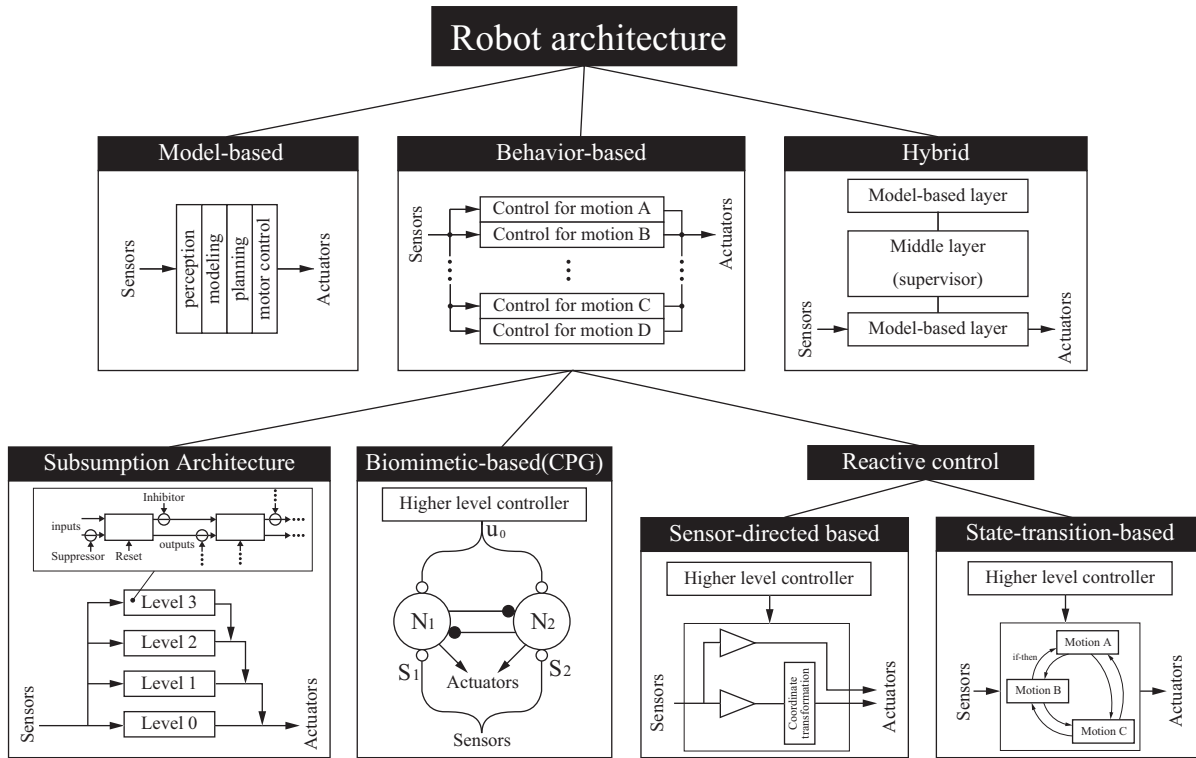 Robot architecture
Model-based
Sensors
perception
modeling
planning
motor control
Actuators
Behavior-based
Sensors
Control for motion A
Control for motion B
Control for motion C
Control for motion D
Actuators
Hybrid
Model-based layer
Middle layer
(supervisor)
Model-based layer
Sensors
Actuators
Subsumption Architecture
Inhibitor
inputs
Suppressor
Reset
outputs
Level 3
Level 2
Level 1
Level 0
Sensors
Actuators
Biomimetic-based(CPG)
Higher level controller
u0
N1
N2
S1
S2
Actuators
Sensors
Reactive control
Sensor-directed based
Higher level controller
Sensors
Coordinate
transformation
Actuators
State-transition-based
Higher level controller
Sensors
if-then
Motion A
Motion B
Motion C
Actuators